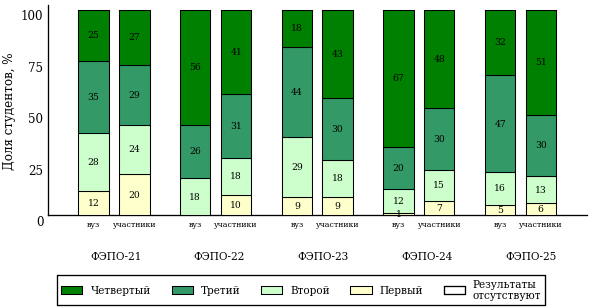 100
75
50
25
0
Доля студентов, %
25 27 56 41 18 43 67 48 32 51
35 29 26 31 44 30 20 30 47 30
28 24 18 18 29 18 12 15 16 13
12 20 10 9 9 1 7 5 6
вуз участники вуз участники вуз участники вуз участники вуз участники
ФЭПО-21 ФЭПО-22 ФЭПО-23 ФЭПО-24 ФЭПО-25
Четвертый Третий Второй Первый Результаты
отсутствуют